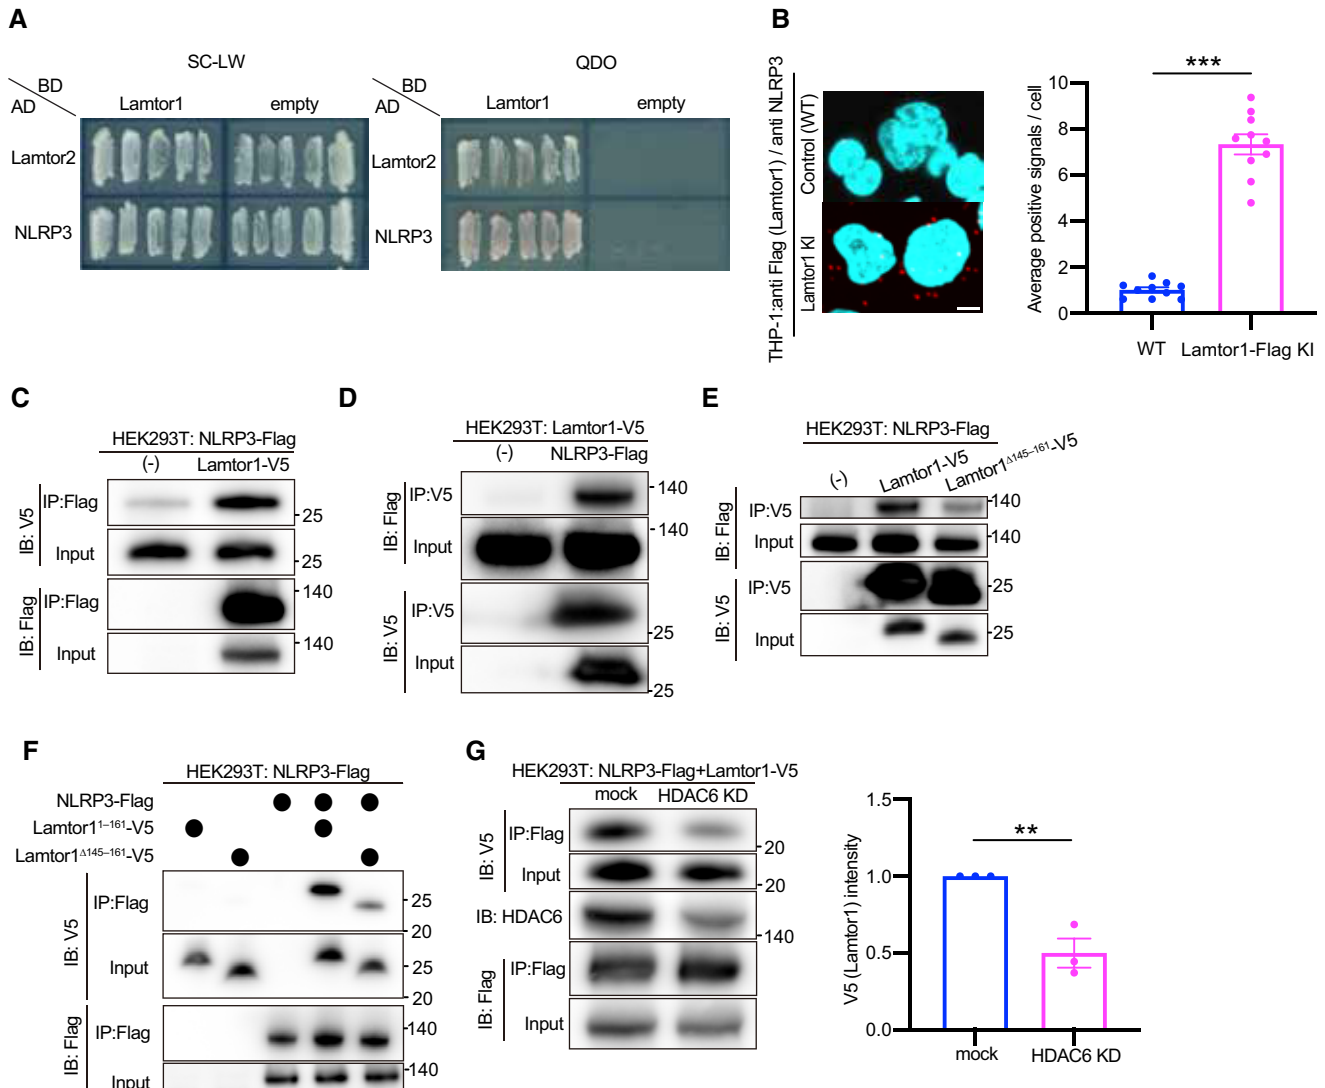 A
SC-LW
QDO
BD
AD
Lamtor1
empty
BD
AD
Lamtor1
empty
Lamtor2
NLRP3
Lamtor2
NLRP3
B
THP-1:anti Flag (Lamtor1) / anti NLRP3
Control (WT)
Lamtor1 KI
***
Average positive signals / cell
10
8
6
4
2
0
WT
Lamtor1-Flag KI
C
HEK293T: NLRP3-Flag
(-)
Lamtor1-V5
IB: V5
IP:Flag
25
Input
25
IB: Flag
IP:Flag
140
Input
140
D
HEK293T: Lamtor1-V5
(-)
NLRP3-Flag
IB: Flag
IP:V5
140
Input
140
IB: V5
IP:V5
25
Input
25
E
HEK293T: NLRP3-Flag
(-)
Lamtor1-V5
Lamtor1Δ145–161-V5
IB: Flag
IP:V5
140
Input
140
IB: V5
IP:V5
25
Input
25
F
HEK293T: NLRP3-Flag
NLRP3-Flag
Lamtor11–161-V5
Lamtor1Δ145–161-V5
IB: V5
IP:Flag
25
20
Input
25
20
IB: Flag
IP:Flag
140
Input
140
G
HEK293T: NLRP3-Flag+Lamtor1-V5
mock
HDAC6 KD
IB: V5
IP:Flag
20
Input
20
IB: HDAC6
140
IB: Flag
IP:Flag
Input
V5 (Lamtor1) intensity
1.5
1.0
0.5
0.0
**
mock
HDAC6 KD